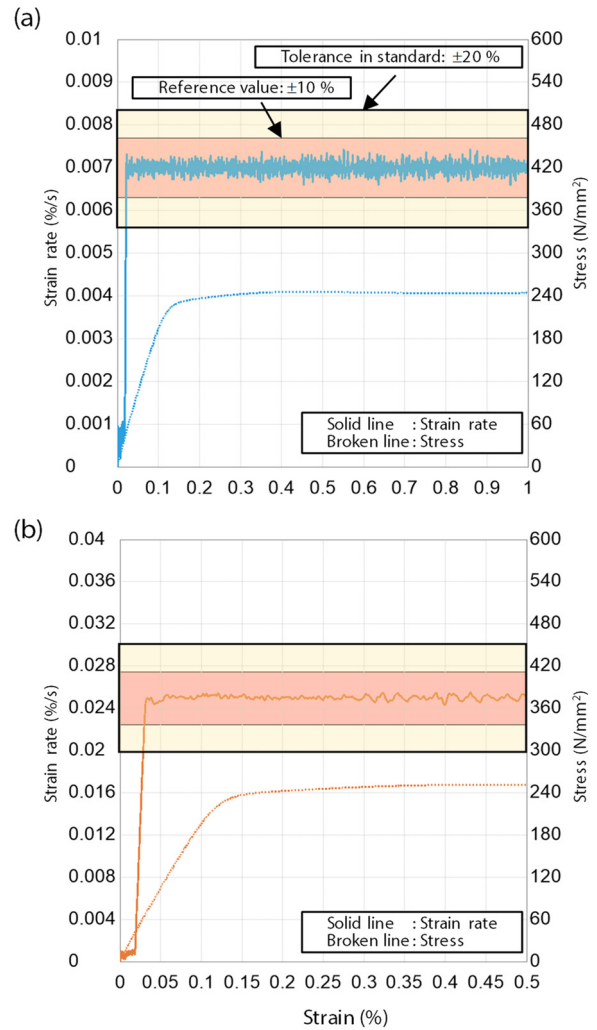 (a)
0.01
0.009
0.008
0.007
0.006
0.005
0.004
0.003
0.002
0.001
0
Strain rate (%/s)
600
540
480
420
360
300
240
180
120
60
0
Stress (N/mm²)
Tolerance in standard: ±20 %
Reference value: ±10 %
Solid line : Strain rate
Broken line : Stress
0 0.1 0.2 0.3 0.4 0.5 0.6 0.7 0.8 0.9 1
(b)
0.04
0.036
0.032
0.028
0.024
0.02
0.016
0.012
0.008
0.004
0
Strain rate (%/s)
600
540
480
420
360
300
240
180
120
60
0
Stress (N/mm²)
Solid line : Strain rate
Broken line : Stress
0 0.05 0.1 0.15 0.2 0.25 0.3 0.35 0.4 0.45 0.5
Strain (%)